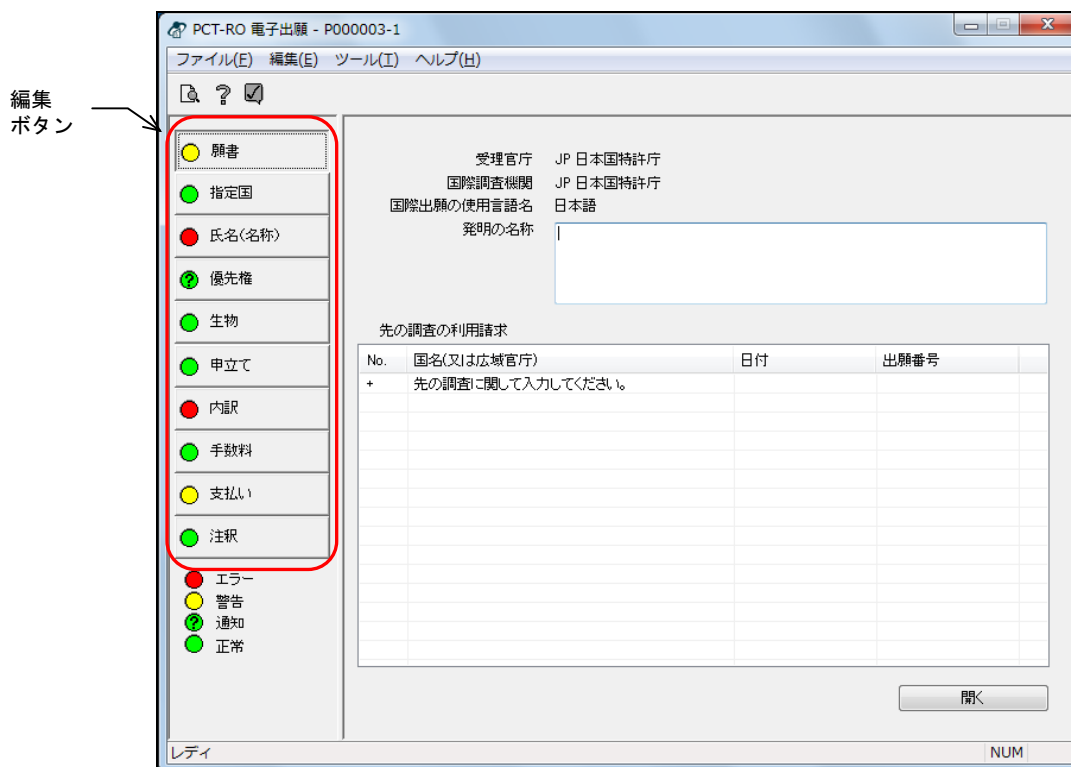 PCT-RO 電子出願 - P000003-1
ファイル(F) 編集(E) ツール(T) ヘルプ(H)
編集
ボタン
願書
指定国
氏名(名称)
優先権
生物
申立て
内訳
手数料
支払い
注釈
エラー
警告
通知
正常
受理官庁 JP 日本国特許庁
国際調査機関 JP 日本国特許庁
国際出願の使用言語名 日本語
発明の名称
先の調査の利用請求
No. 国名(又は広域官庁) 日付 出願番号
+ 先の調査に関して入力してください。
開く
レディ NUM